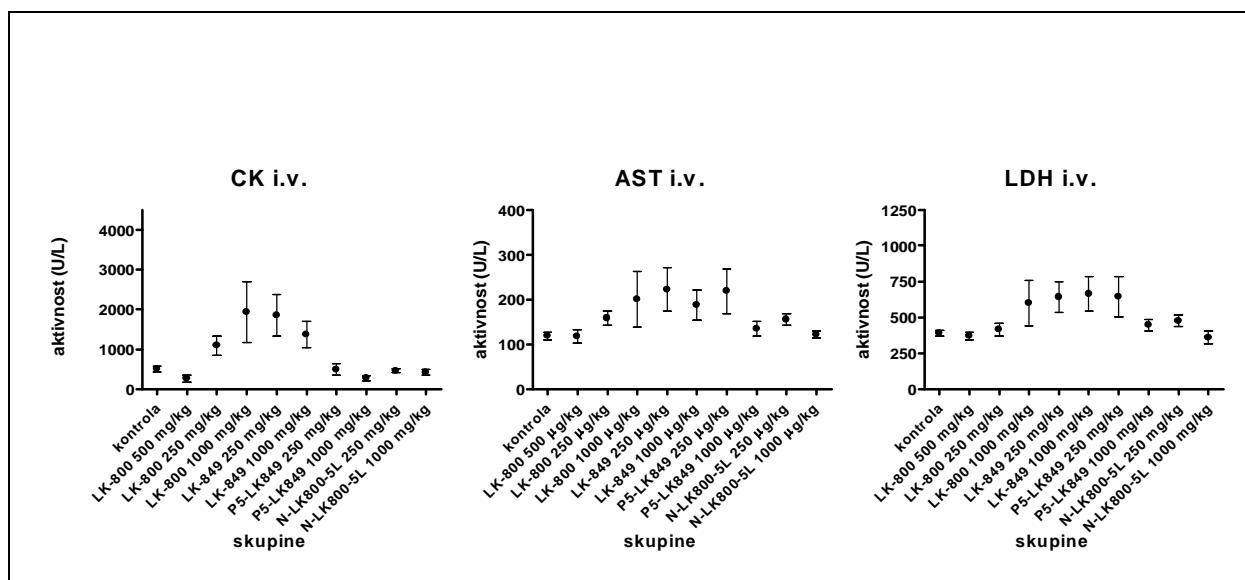 CK i.v.
aktivnost (U/L)
4000
3000
2000
1000
0
kontrola
LK-800 500 mg/kg
LK-800 250 mg/kg
LK-800 1000 mg/kg
LK-849 250 mg/kg
LK-849 1000 mg/kg
P5-LK849 250 mg/kg
P5-LK849 1000 mg/kg
N-LK800-5L 250 mg/kg
N-LK800-5L 1000 mg/kg
skupine
AST i.v.
aktivnost (U/L)
400
300
200
100
0
kontrola
LK-800 500 µg/kg
LK-800 250 µg/kg
LK-800 1000 µg/kg
LK-849 250 µg/kg
LK-849 1000 µg/kg
P5-LK849 250 µg/kg
P5-LK849 1000 µg/kg
N-LK800-5L 250 µg/kg
N-LK800-5L 1000 µg/kg
skupine
LDH i.v.
aktivnost (U/L)
1250
1000
750
500
250
0
kontrola
LK-800 500 mg/kg
LK-800 250 mg/kg
LK-800 1000 mg/kg
LK-849 250 mg/kg
LK-849 1000 mg/kg
P5-LK849 250 mg/kg
P5-LK849 1000 mg/kg
N-LK800-5L 250 mg/kg
N-LK800-5L 1000 mg/kg
skupine